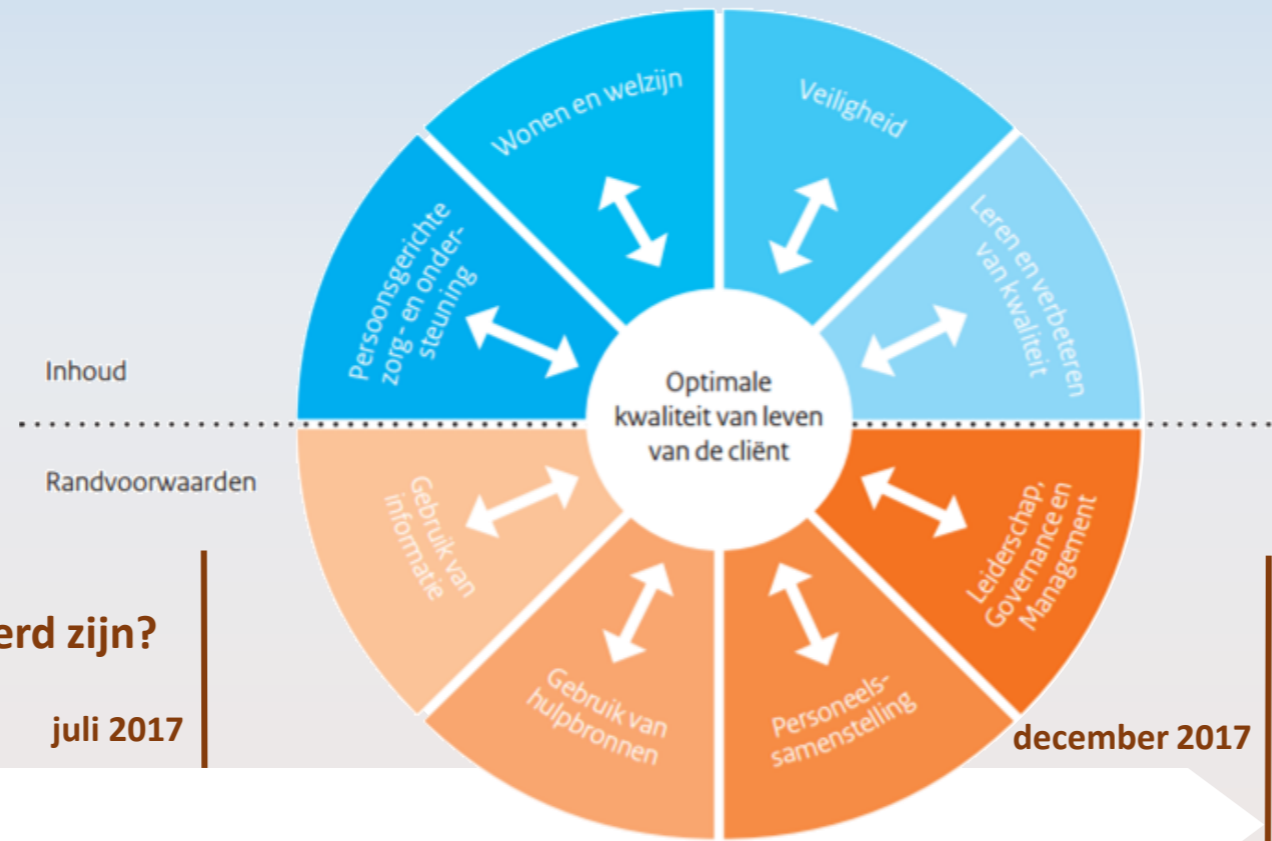 Wonen en welzijn
Veiligheid
Persoonsgerichte
zorg- en onder-
steuning
Leren en verbeteren
van kwaliteit
Inhoud
Optimale
kwaliteit van leven
van de cliënt
Randvoorwaarden
Gebruik van
informatie
Leiderschap,
Governance en
Management
erd zijn?
Gebruik van
hulpbronnen
Personeels-
samenstelling
juli 2017
december 2017